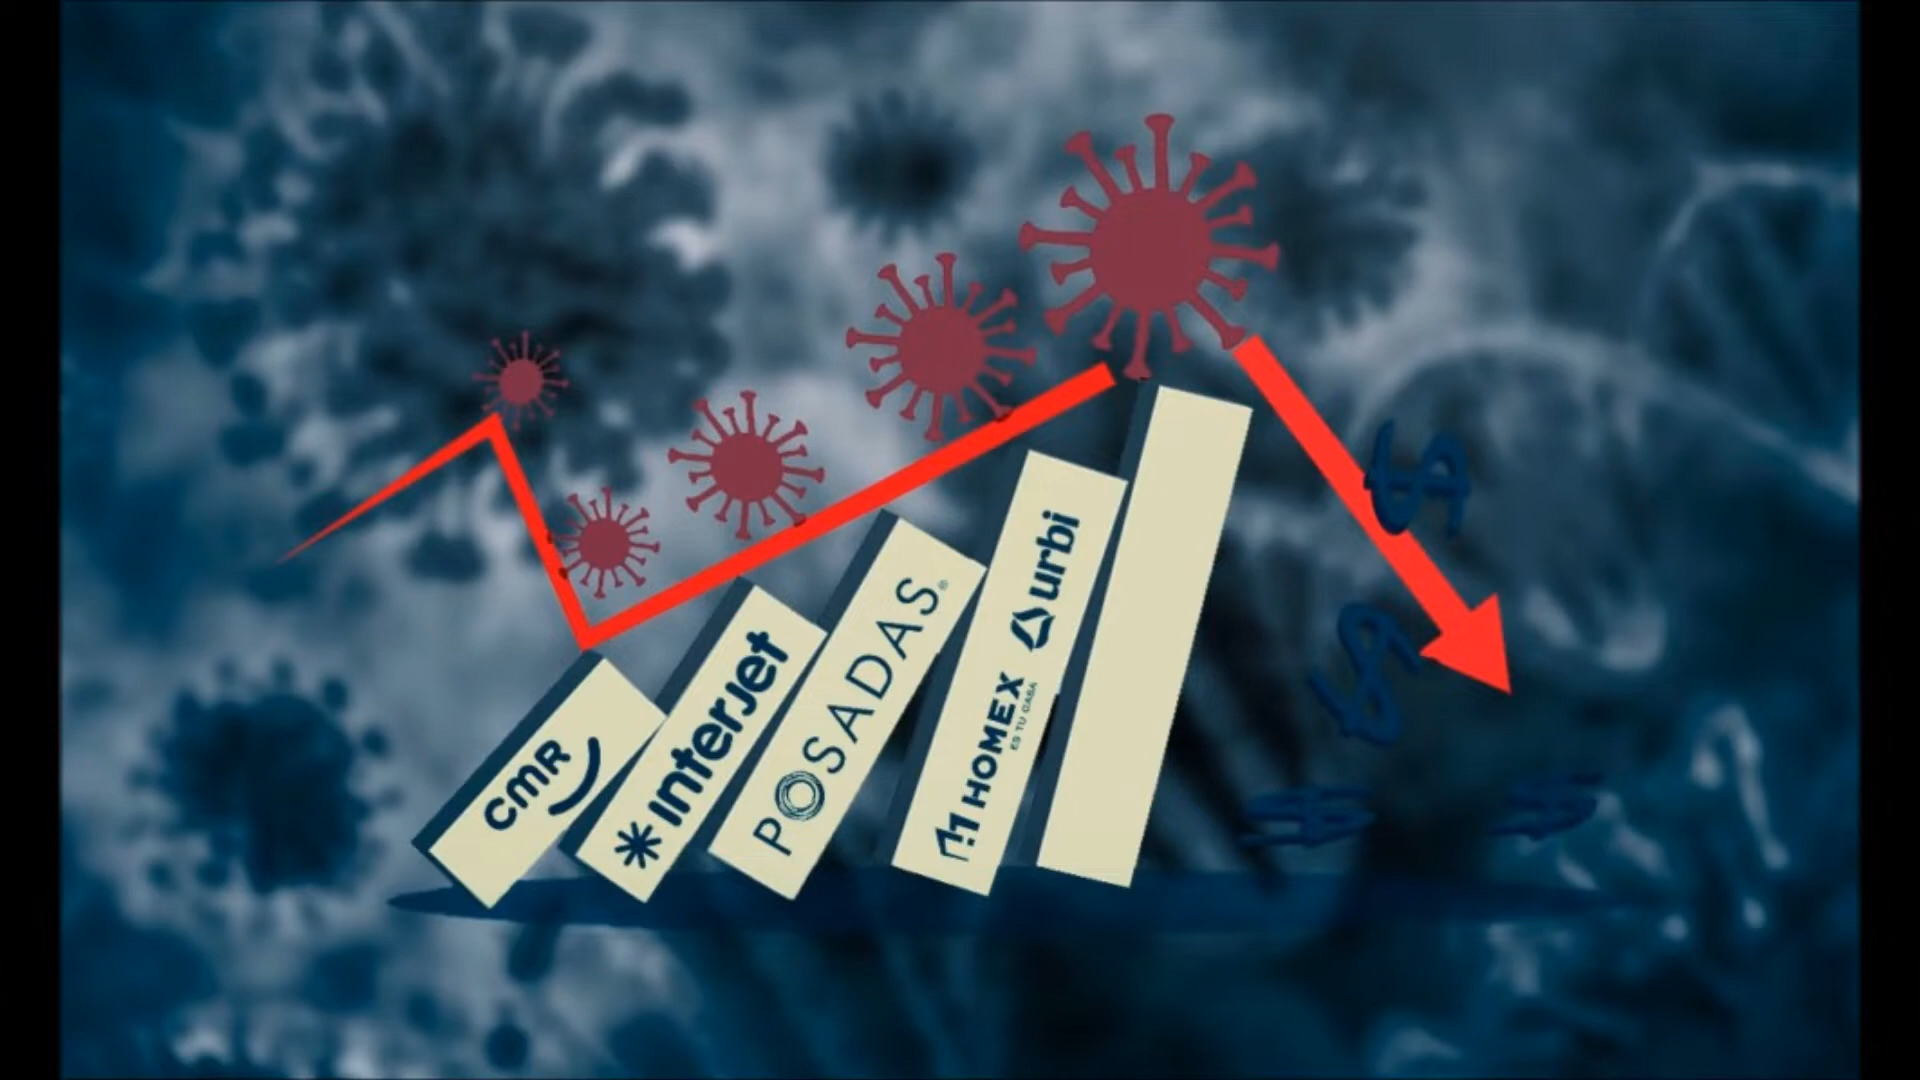 cmr
interjet
POSADAS®
HOMEX
ES TU CASA
urbi
$
$
$
$